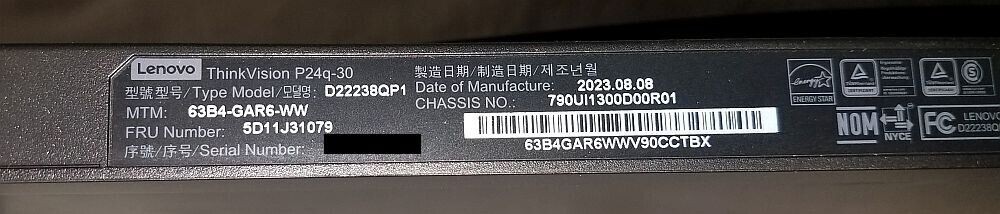 Lenovo ThinkVision P24q-30
型號/型号/Type Model/모델명: D22238QP1
MTM: 63B4-GAR6-WW
FRU Number: 5D11J31079
序號/序号/Serial Number:
製造日期/制造日期/제조년월
Date of Manufacture: 2023.08.08
CHASSIS NO.: 790UI1300D00R01
63B4GAR6WWV90CCTBX
ENERGY STAR
NOM
NYCE
FC LENOVO
D22238Q